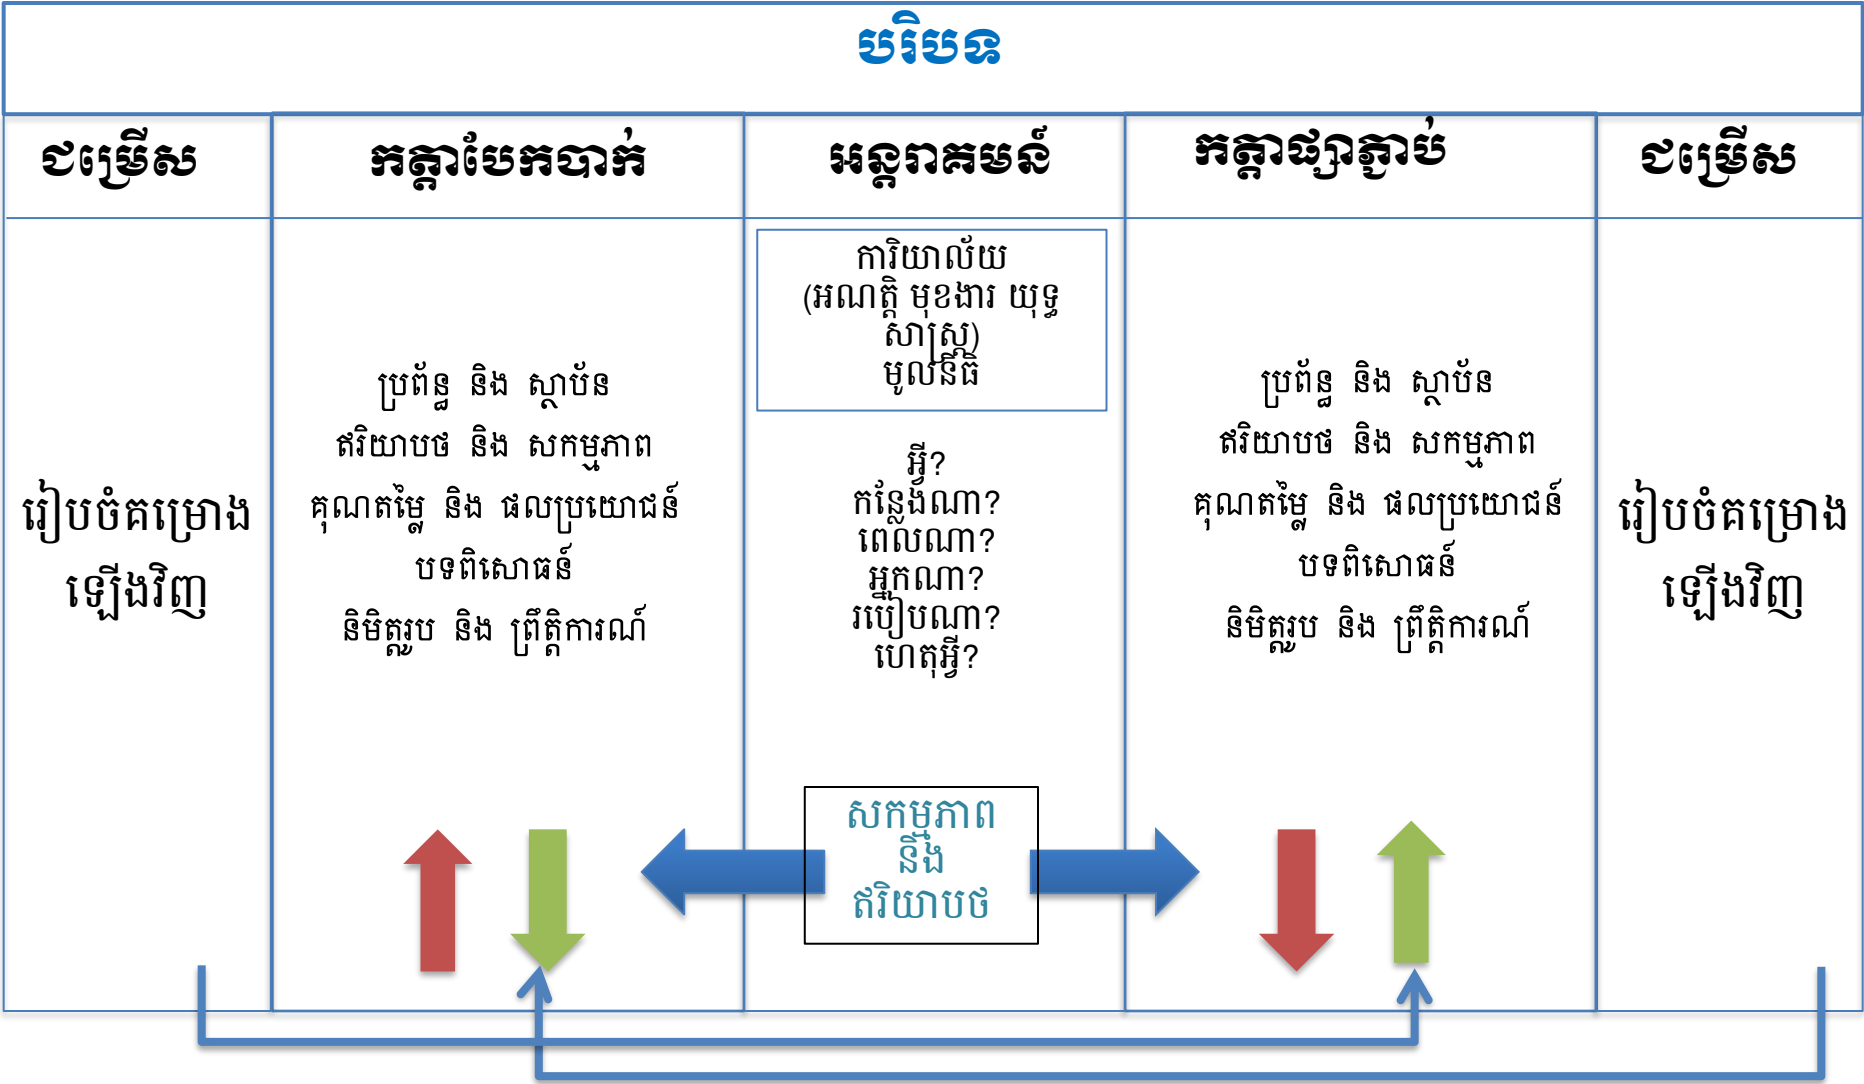 បរិបទ
ជម្រើស
កត្តាបែកបាក់
អន្តរាគមន៍
កត្តាផ្សាភ្ជាប់
ជម្រើស
រៀបចំគម្រោង
ឡើងវិញ
ប្រព័ន្ធ និង ស្ថាប័ន
ឥរិយាបថ និង សកម្មភាព
គុណតម្លៃ និង ផលប្រយោជន៍
បទពិសោធន៍
និមិត្តរូប និង ព្រឹត្តិការណ៍
ការិយាល័យ
(អណត្តិ មុខងារ យុទ្ធ
សាស្ត្រ)
មូលនិធិ
អ្វី?
កន្លែងណា?
ពេលណា?
អ្នកណា?
របៀបណា?
ហេតុអ្វី?
សកម្មភាព
និង
ឥរិយាបថ
ប្រព័ន្ធ និង ស្ថាប័ន
ឥរិយាបថ និង សកម្មភាព
គុណតម្លៃ និង ផលប្រយោជន៍
បទពិសោធន៍
និមិត្តរូប និង ព្រឹត្តិការណ៍
រៀបចំគម្រោង
ឡើងវិញ